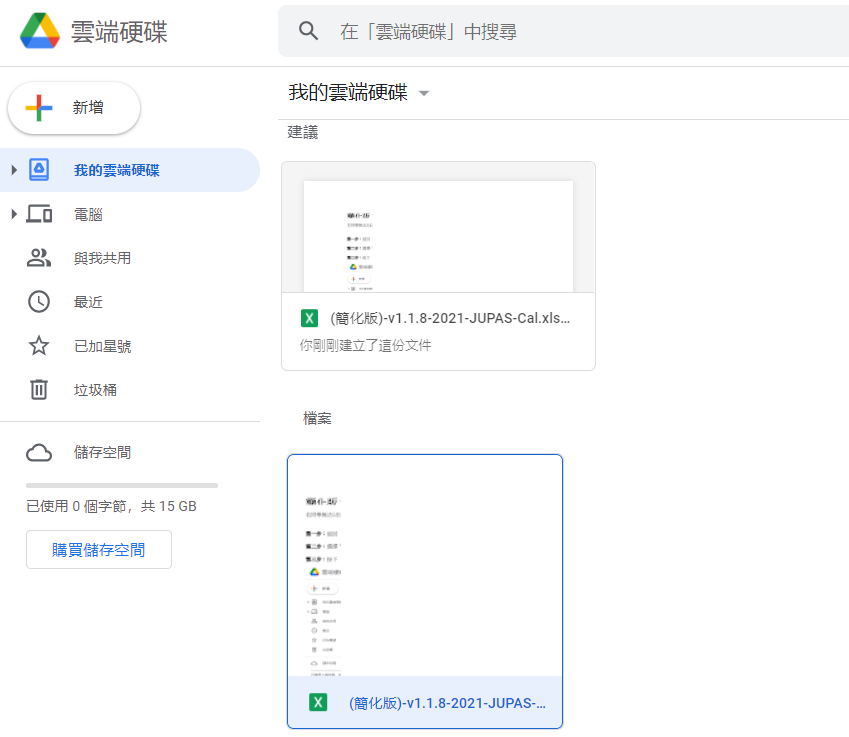 雲端硬碟
在「雲端硬碟」中搜尋
新增
我的雲端硬碟
電腦
與我共用
最近
已加星號
垃圾桶
儲存空間
已使用 0 個字節，共 15 GB
購買儲存空間
我的雲端硬碟
建議
(簡化版)-v1.1.8-2021-JUPAS-Cal.xls...
你剛剛建立了這份文件
檔案
(簡化版)-v1.1.8-2021-JUPAS-...